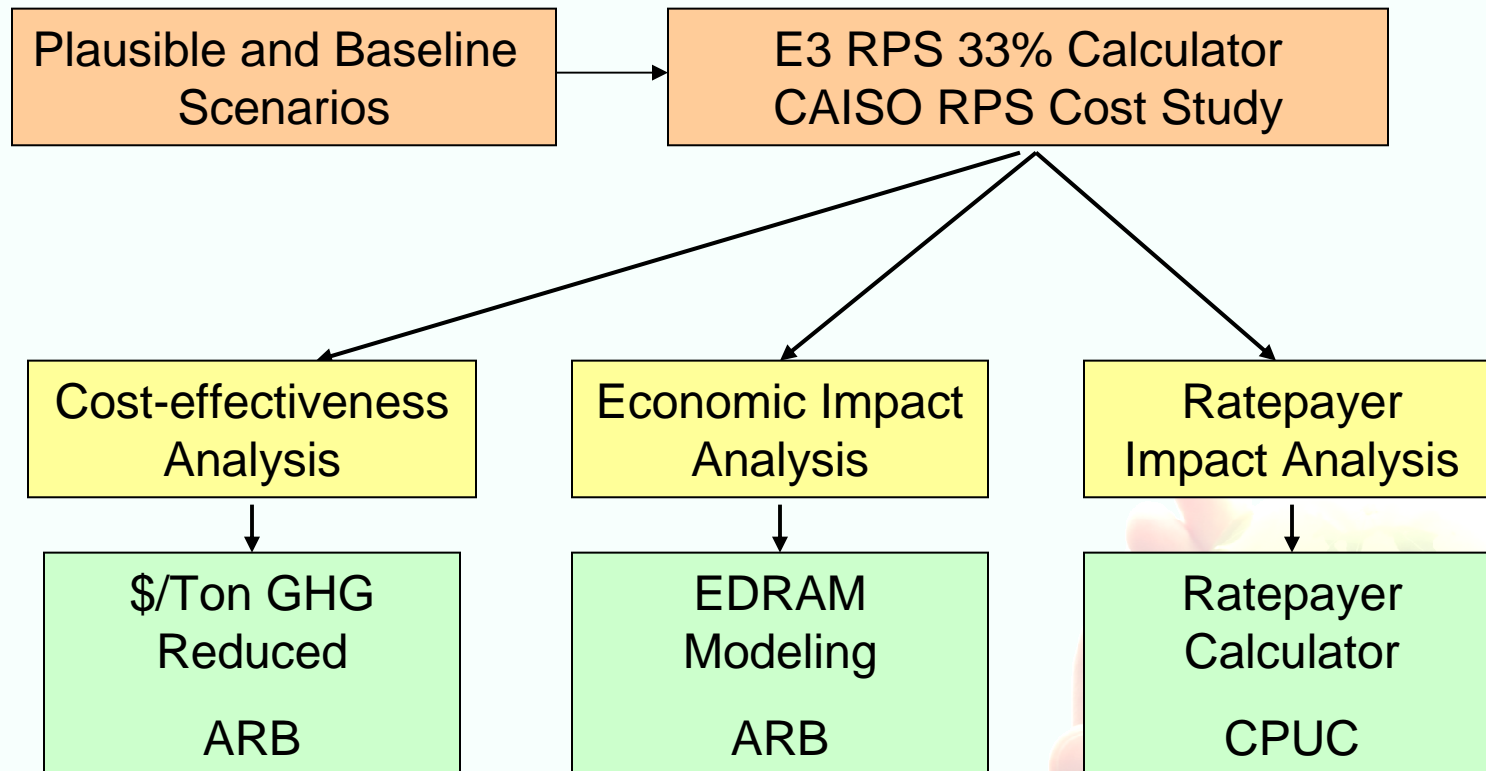 Plausible and Baseline
Scenarios
E3 RPS 33% Calculator
CAISO RPS Cost Study
Cost-effectiveness
Analysis
Economic Impact
Analysis
Ratepayer
Impact Analysis
$/Ton GHG
Reduced
ARB
EDRAM
Modeling
ARB
Ratepayer
Calculator
CPUC